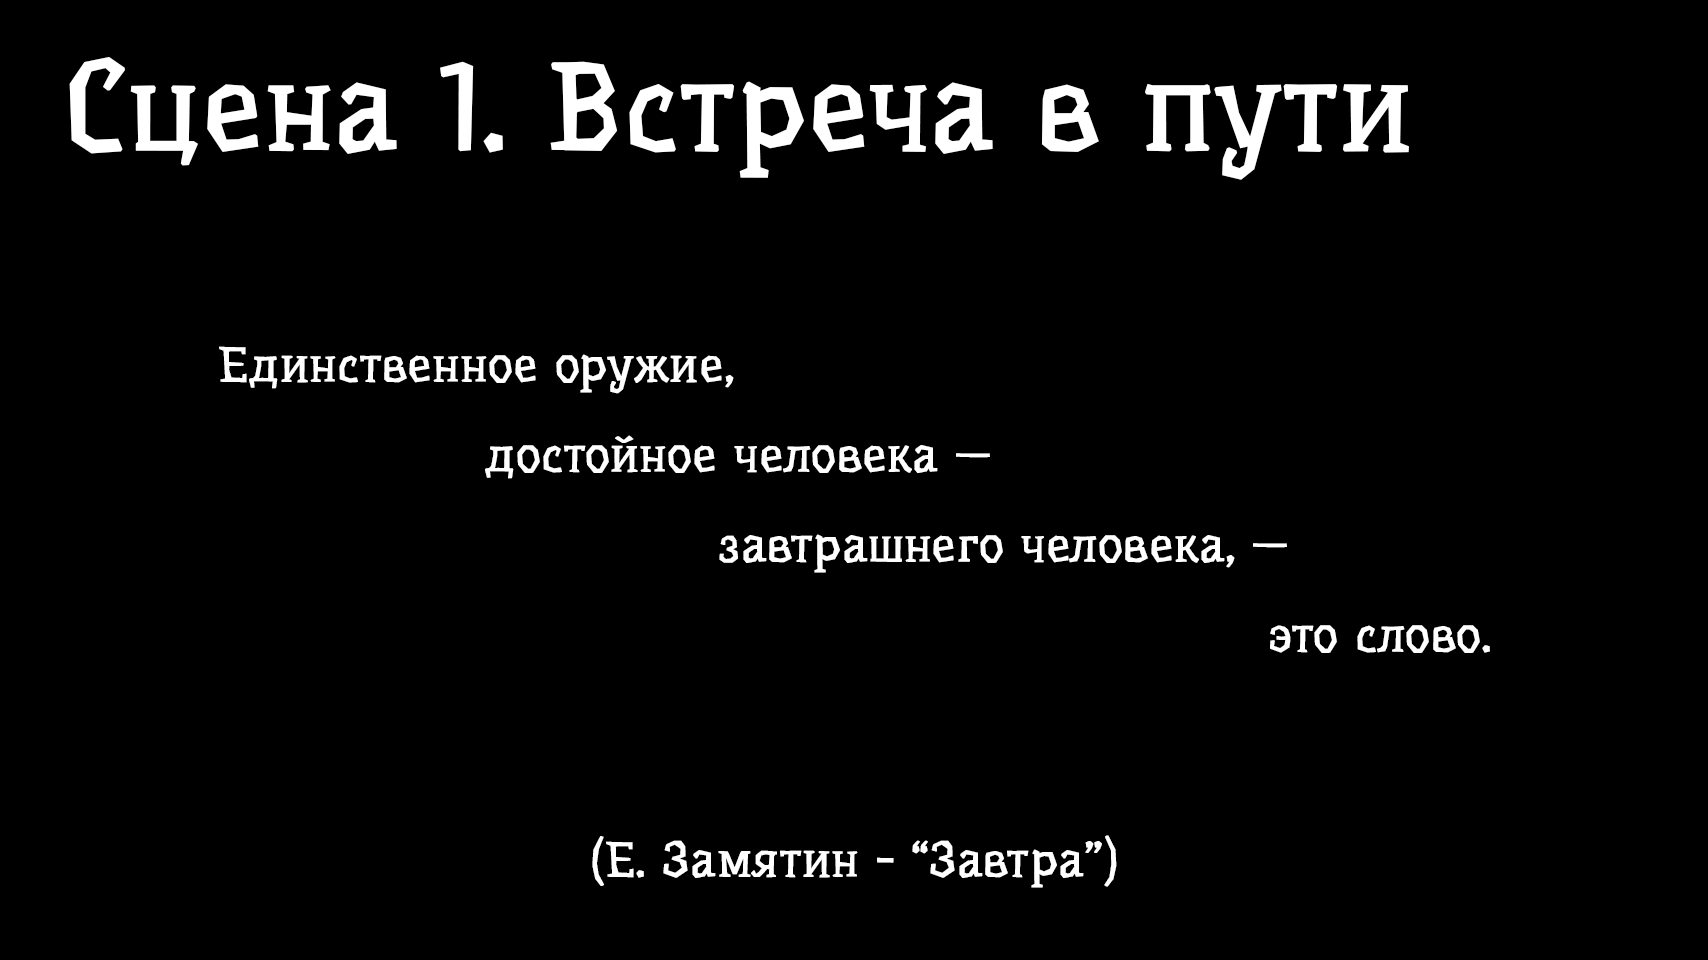 Сцена 1. Встреча в пути
Единственное оружие,
достойное человека —
завтрашнего человека, —
это слово.
(Е. Замятин - “Завтра”)